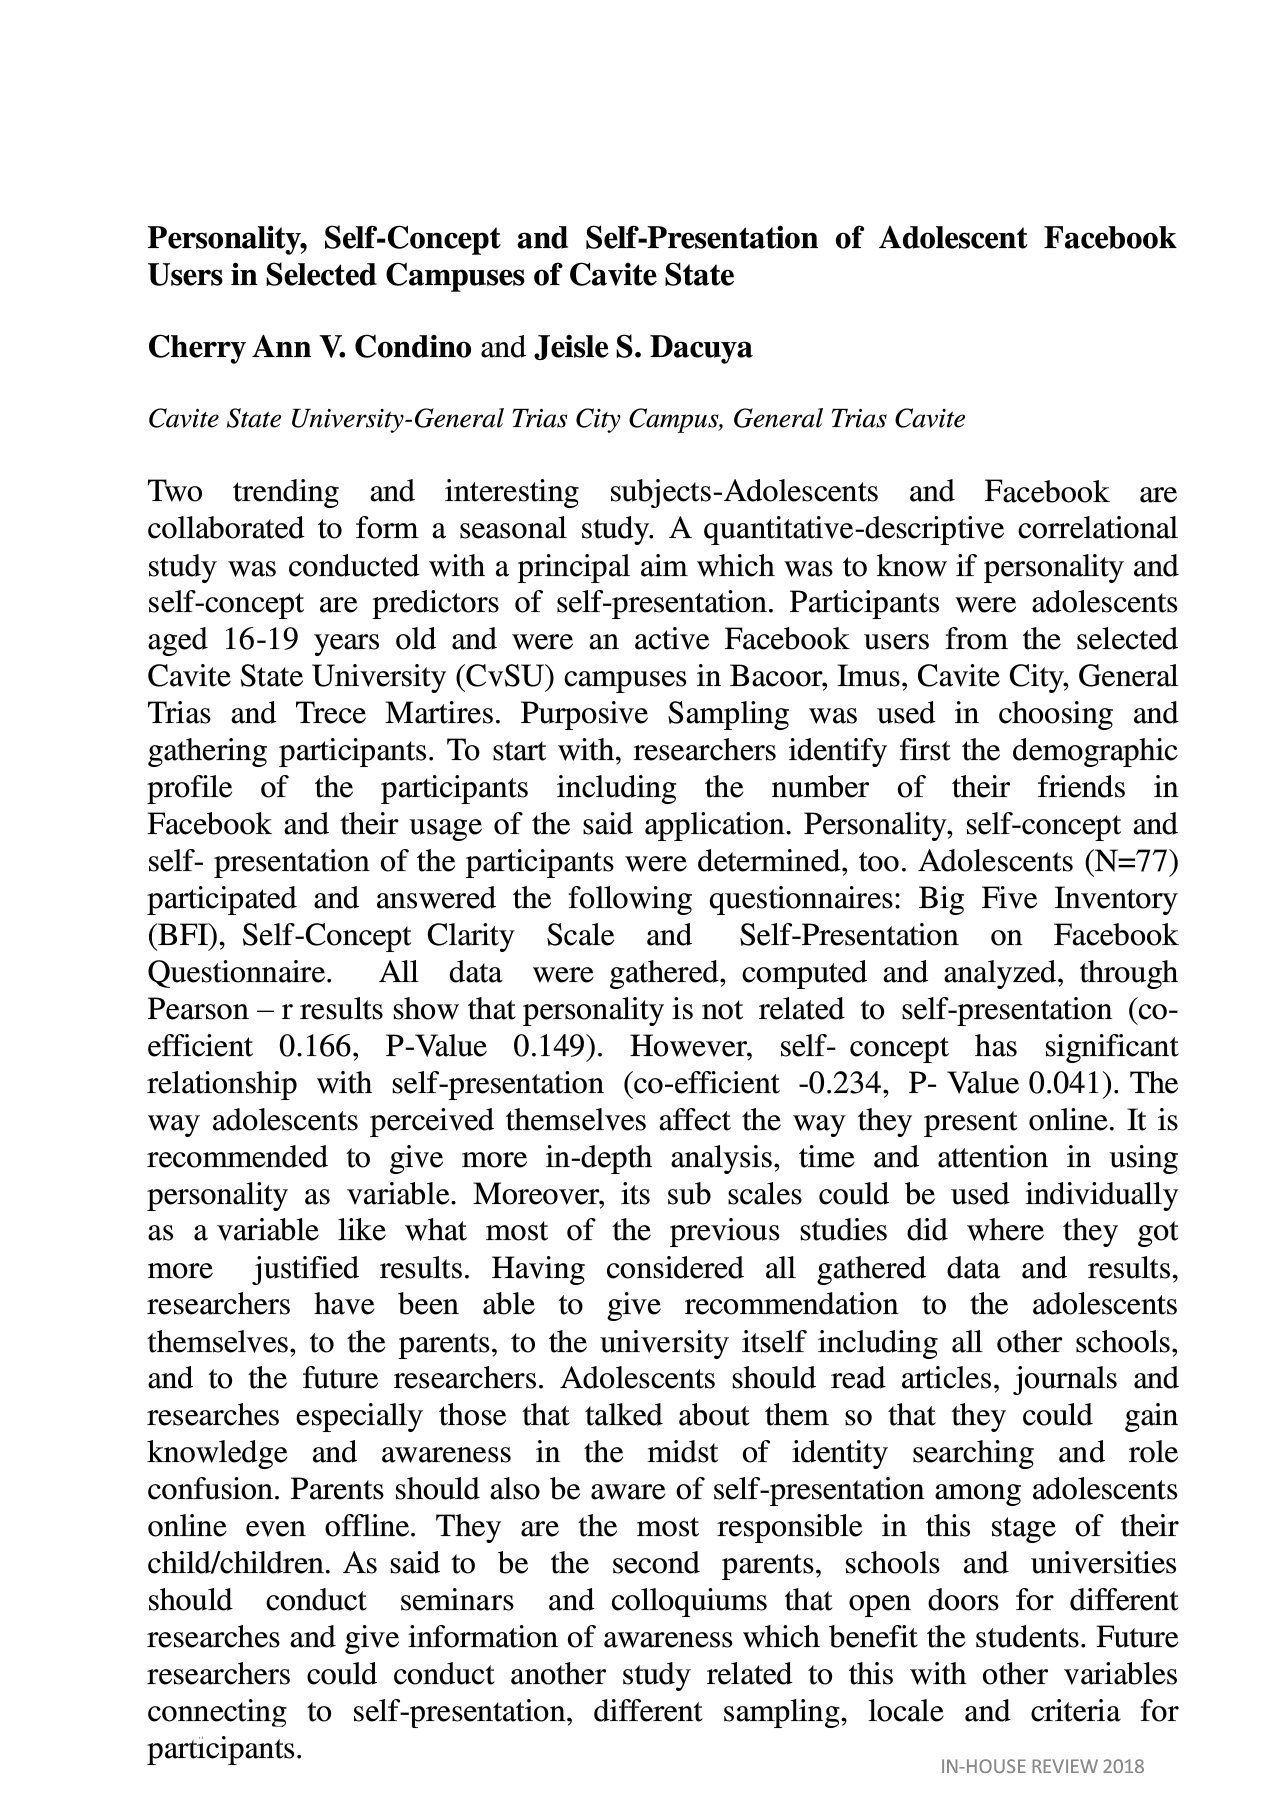 Personality, Self-Concept and Self-Presentation of Adolescent Facebook
Users in Selected Campuses of Cavite State
Cherry Ann V. Condino and Jeisle S. Dacuya
Cavite State University-General Trias City Campus, General Trias Cavite
Two trending and interesting subjects-Adolescents and Facebook are
collaborated to form a seasonal study. A quantitative-descriptive correlational
study was conducted with a principal aim which was to know if personality and
self-concept are predictors of self-presentation. Participants were adolescents
aged 16-19 years old and were an active Facebook users from the selected
Cavite State University (CvSU) campuses in Bacoor, Imus, Cavite City, General
Trias and Trece Martires. Purposive Sampling was used in choosing and
gathering participants. To start with, researchers identify first the demographic
profile of the participants including the number of their friends in
Facebook and their usage of the said application. Personality, self-concept and
self- presentation of the participants were determined, too. Adolescents (N=77)
participated and answered the following questionnaires: Big Five Inventory
(BFI), Self-Concept Clarity Scale and Self-Presentation on Facebook
Questionnaire. All data were gathered, computed and analyzed, through
Pearson – r results show that personality is not related to self-presentation (co-
efficient 0.166, P-Value 0.149). However, self- concept has significant
relationship with self-presentation (co-efficient -0.234, P- Value 0.041). The
way adolescents perceived themselves affect the way they present online. It is
recommended to give more in-depth analysis, time and attention in using
personality as variable. Moreover, its sub scales could be used individually
as a variable like what most of the previous studies did where they got
more justified results. Having considered all gathered data and results,
researchers have been able to give recommendation to the adolescents
themselves, to the parents, to the university itself including all other schools,
and to the future researchers. Adolescents should read articles, journals and
researches especially those that talked about them so that they could gain
knowledge and awareness in the midst of identity searching and role
confusion. Parents should also be aware of self-presentation among adolescents
online even offline. They are the most responsible in this stage of their
child/children. As said to be the second parents, schools and universities
should conduct seminars and colloquiums that open doors for different
researches and give information of awareness which benefit the students. Future
researchers could conduct another study related to this with other variables
connecting to self-presentation, different sampling, locale and criteria for
participants.
IN-HOUSE REVIEW 2018